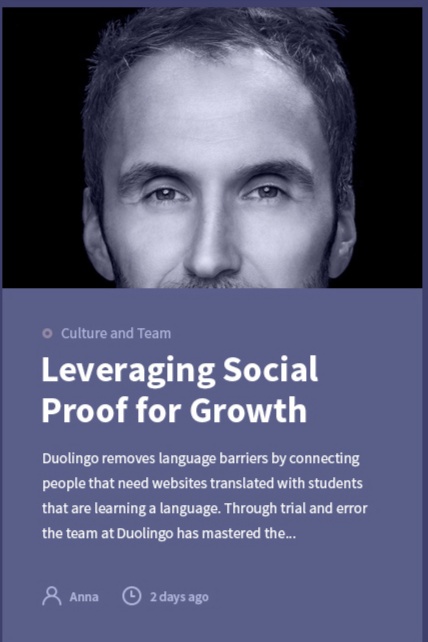 Culture and Team
Leveraging Social
Proof for Growth
Duolingo removes language barriers by connecting
people that need websites translated with students
that are learning a language. Through trial and error
the team at Duolingo has mastered the...
Anna 2 days ago